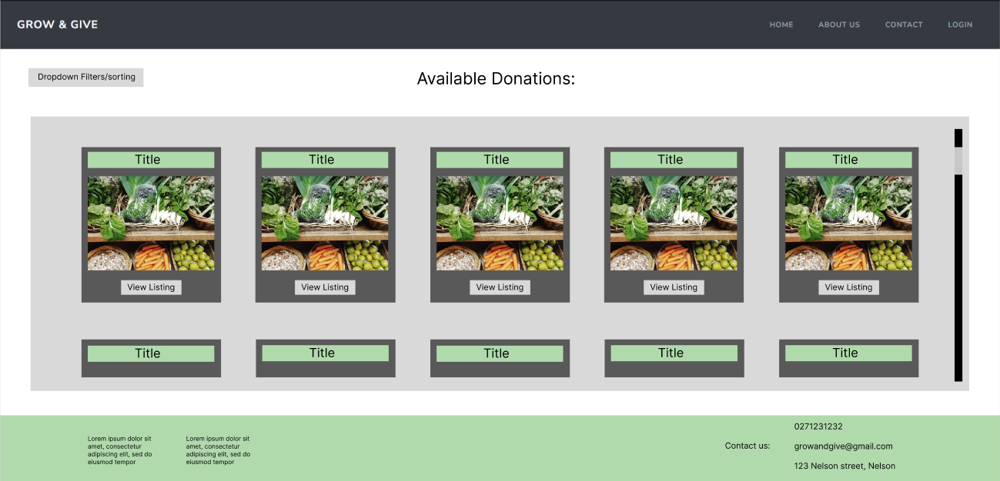 GROW & GIVE
HOME
ABOUT US
CONTACT
LOGIN
Dropdown Filters/sorting
Available Donations:
Title
Title
Title
Title
Title
View Listing
View Listing
View Listing
View Listing
View Listing
Title
Title
Title
Title
Title
Lorem ipsum dolor sit
amet, consectetur
adipiscing elit, sed do
eiusmod tempor
Lorem ipsum dolor sit
amet, consectetur
adipiscing elit, sed do
eiusmod tempor
Contact us:
0271231232
growandgive@gmail.com
123 Nelson street, Nelson